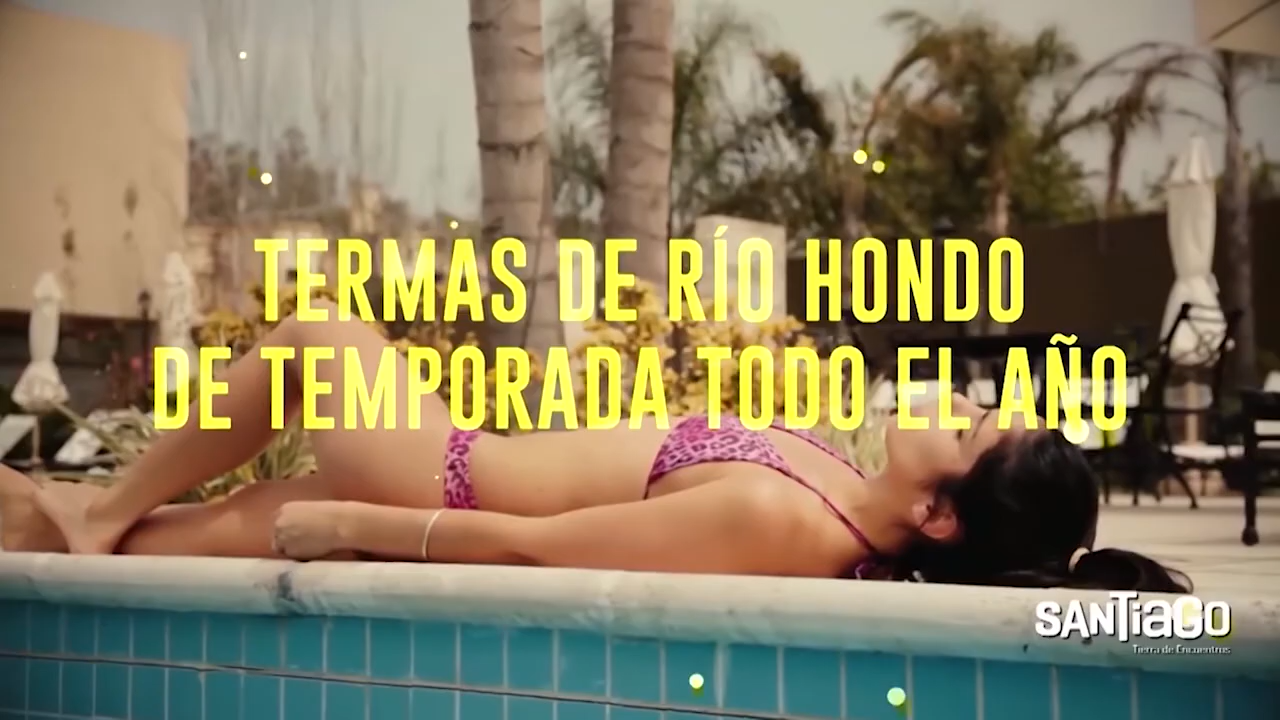 TERMAS DE RÍO HONDO
DE TEMPORADA TODO EL AÑO
SANTIAGO
Tierra de Encuentros